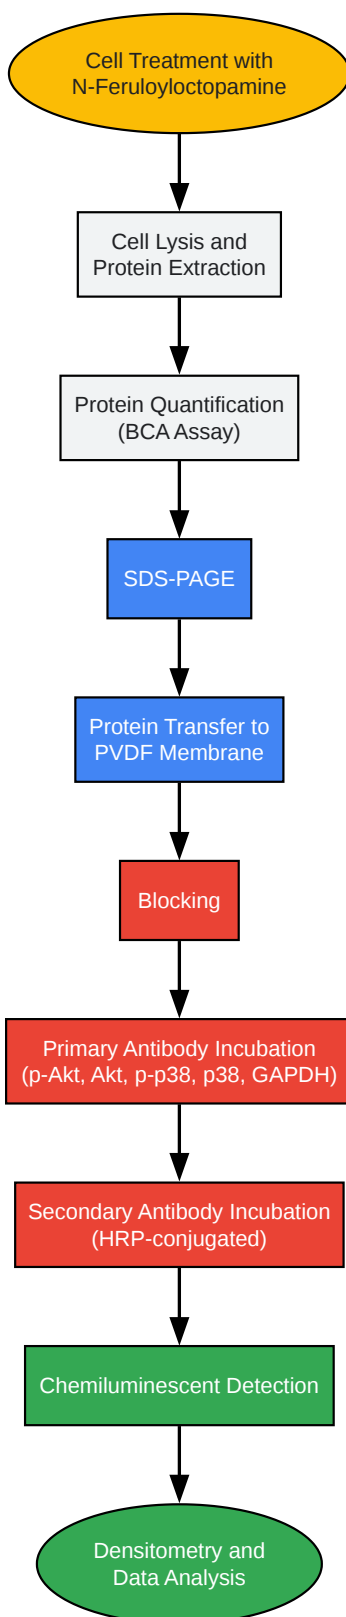 Cell Treatment with
N-Feruloyloctopamine
Cell Lysis and
Protein Extraction
Protein Quantification
(BCA Assay)
SDS-PAGE
Protein Transfer to
PVDF Membrane
Blocking
Primary Antibody Incubation
(p-Akt, Akt, p-p38, p38, GAPDH)
Secondary Antibody Incubation
(HRP-conjugated)
Chemiluminescent Detection
Densitometry and
Data Analysis